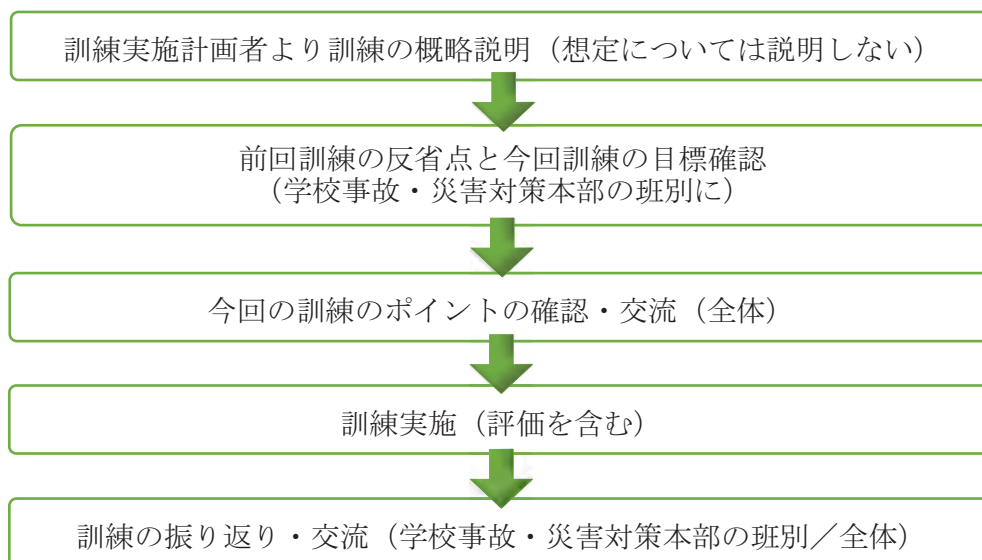 訓練実施計画者より訓練の概略説明（想定については説明しない）
前回訓練の反省点と今回訓練の目標確認
（学校事故・災害対策本部の班別に）
今回の訓練のポイントの確認・交流（全体）
訓練実施（評価を含む）
訓練の振り返り・交流（学校事故・災害対策本部の班別／全体）